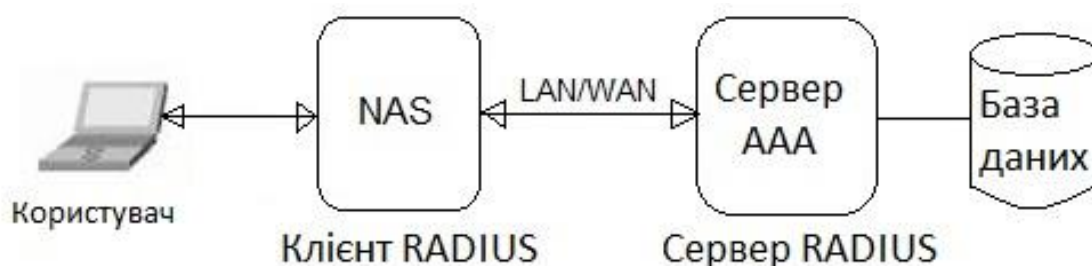 Користувач
NAS
Клієнт RADIUS
LAN/WAN
Сервер
AAA
Сервер RADIUS
База
даних